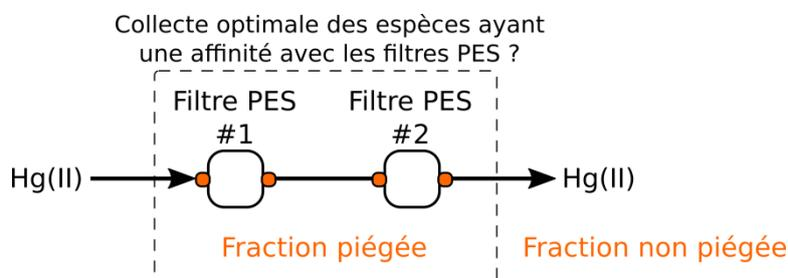 Collecte optimale des espèces ayant
une affinité avec les filtres PES ?
Filtre PES
#1
Filtre PES
#2
Hg(II)
Hg(II)
Fraction piégée
Fraction non piégée